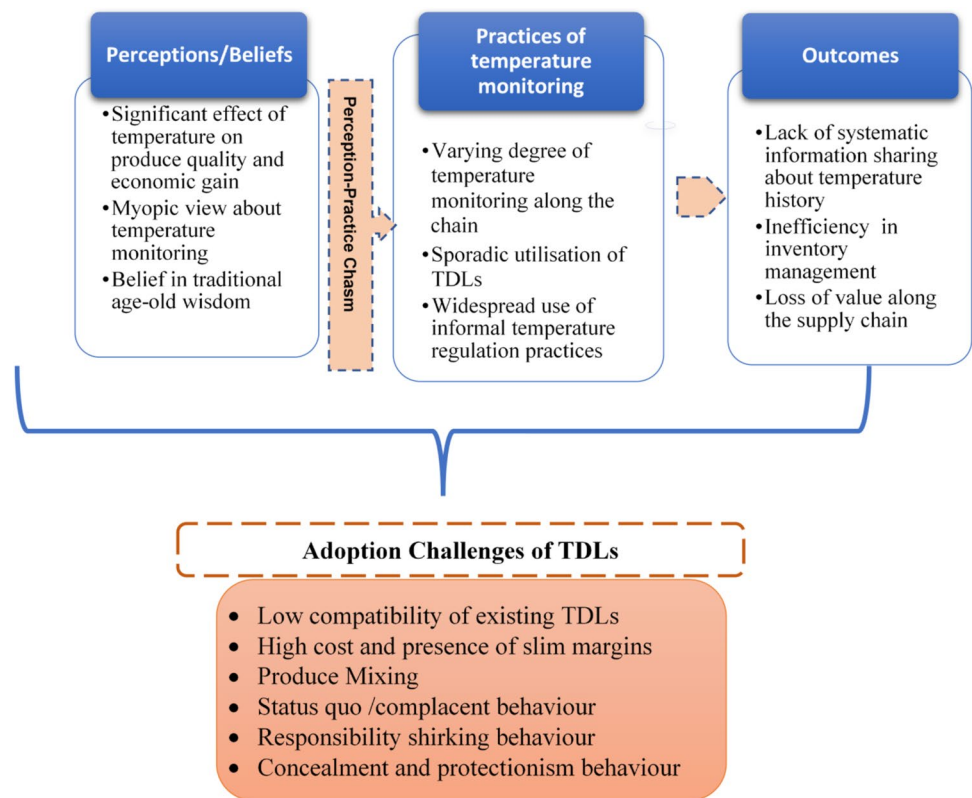 Perceptions/Beliefs
•Significant effect of
temperature on
produce quality and
economic gain
•Myopic view about
temperature
monitoring
•Belief in traditional
age-old wisdom
Perception-Practice Chasm
Practices of
temperature
monitoring
•Varying degree of
temperature
monitoring along the
chain
•Sporadic utilisation of
TDLs
•Widespread use of
informal temperature
regulation practices
Outcomes
•Lack of systematic
information sharing
about temperature
history
•Inefficiency in
inventory
management
•Loss of value along
the supply chain
Adoption Challenges of TDLs
• Low compatibility of existing TDLs
• High cost and presence of slim margins
• Produce Mixing
• Status quo /complacent behaviour
• Responsibility shirking behaviour
• Concealment and protectionism behaviour